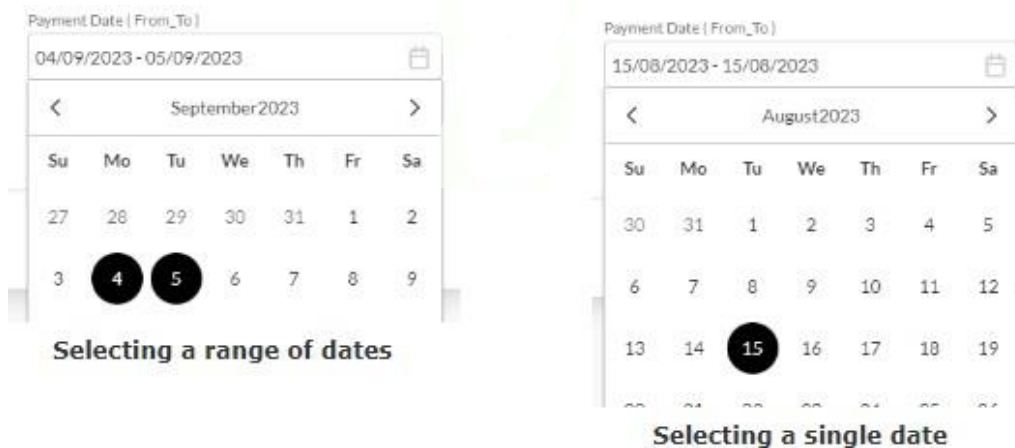 Payment Date ( From_To )
04/09/2023 - 05/09/2023
September2023
Su Mo Tu We Th Fr Sa
27 28 29 30 31 1 2
3 4 5 6 7 8 9
Selecting a range of dates
Payment Date ( From_To )
15/08/2023 - 15/08/2023
August2023
Su Mo Tu We Th Fr Sa
30 31 1 2 3 4 5
6 7 8 9 10 11 12
13 14 15 16 17 18 19
Selecting a single date